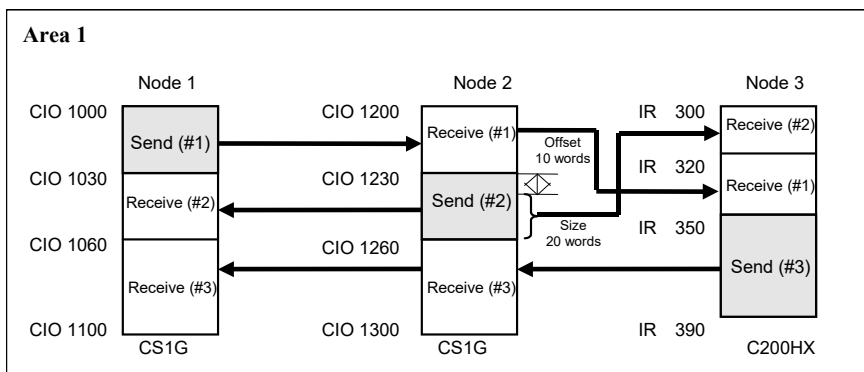 Area 1
Node 1
Node 2
Node 3
CIO 1000
CIO 1200
IR 300
Send (#1)
Receive (#1)
Receive (#2)
Offset
10 words
CIO 1030
CIO 1230
IR 320
Receive (#2)
Send (#2)
Receive (#1)
Size
20 words
CIO 1060
CIO 1260
IR 350
Receive (#3)
Receive (#3)
Send (#3)
CIO 1100
CIO 1300
IR 390
CS1G
CS1G
C200HX